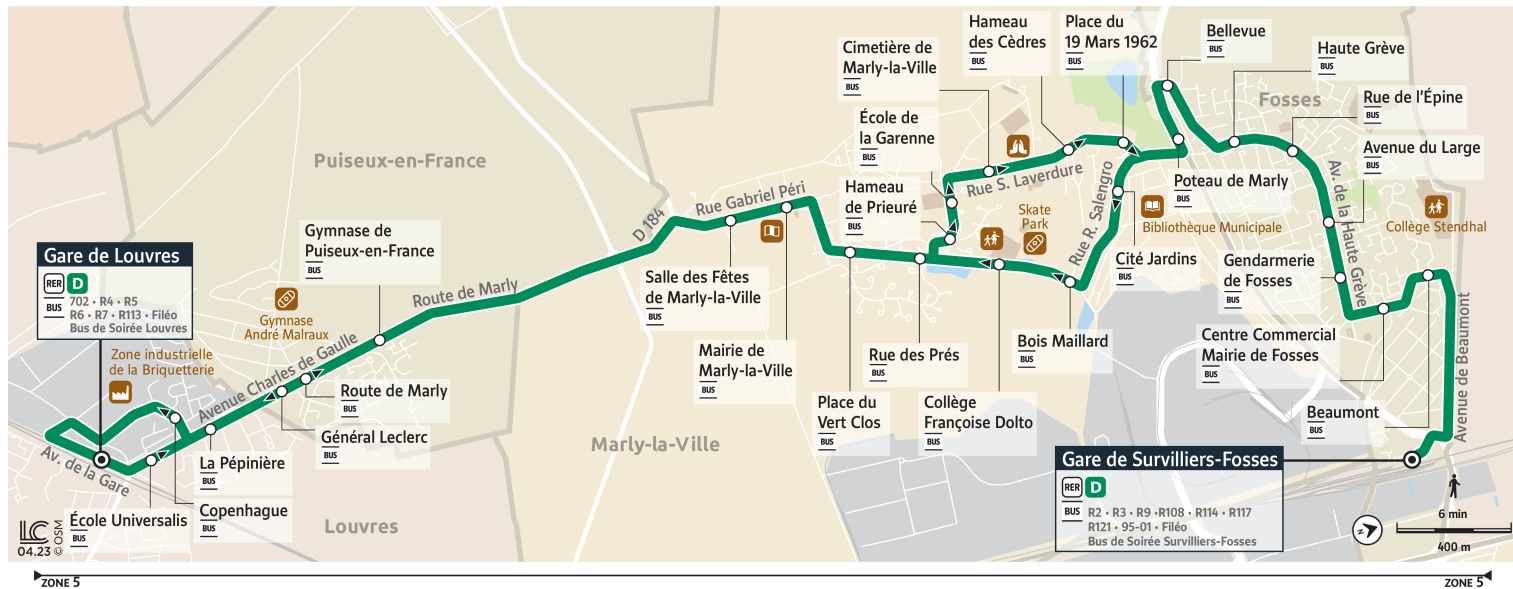 Hameau
des Cèdres
BUS
Place du
19 Mars 1962
BUS
Bellevue
BUS
Haute Grève
BUS
Cimetière de
Marly-la-Ville
BUS
Fosses
Rue de l'Épine
BUS
École de
la Garenne
BUS
Avenue du Large
BUS
Puiseux-en-France
Rue S. Laverdure
Rue R. Salengro
Av. de la Haute Grève
Poteau de Marly
BUS
Hameau
de Prieuré
BUS
Rue Gabriel Péri
D 184
Skate
Park
Bibliothèque Municipale
Collège Stendhal
Gymnase de
Puiseux-en-France
BUS
Gare de Louvres
RER D
BUS
702 • R4 • R5
R6 • R7 • R113 • Filéo
Bus de Soirée Louvres
Salle des Fêtes
de Marly-la-Ville
BUS
Cité Jardins
BUS
Gendarmerie
de Fosses
BUS
Route de Marly
Gymnase
André Malraux
Zone industrielle
de la Briquetterie
Avenue Charles de Gaulle
Mairie de
Marly-la-Ville
BUS
Rue des Prés
BUS
Bois Maillard
BUS
Centre Commercial
Mairie de Fosses
BUS
Avenue de Beaumont
Route de Marly
BUS
Place du
Vert Clos
BUS
Collège
Françoise Dolto
BUS
Beaumont
BUS
Général Leclerc
BUS
Marly-la-Ville
Av. de la Gare
La Pépinière
BUS
Gare de Survilliers-Fosses
RER D
BUS
R2 • R3 • R9 •R108 • R114 • R117
R121 • 95-01 • Filéo
Bus de Soirée Survilliers-Fosses
École Universalis
BUS
Copenhague
BUS
Louvres
LC
04.23 © OSM
6 min
400 m
ZONE 5
ZONE 5